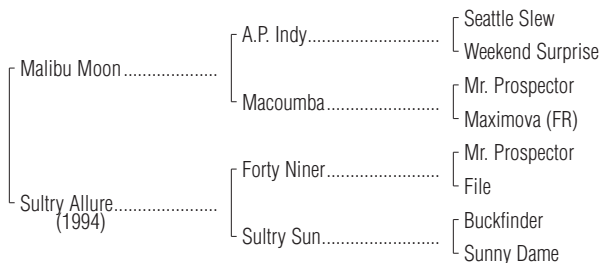 Seattle Slew
A.P. Indy
Weekend Surprise
Malibu Moon
Mr. Prospector
Macoumba
Maximova (FR)
Mr. Prospector
Forty Niner
File
Sultry Allure
(1994)
Buckfinder
Sultry Sun
Sunny Dame